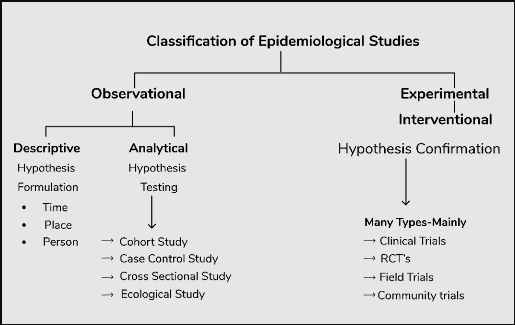 Classification of Epidemiological Studies
Observational
Experimental
Interventional
Descriptive
Hypothesis
Formulation
• Time
• Place
• Person
Analytical
Hypothesis
Testing
→ Cohort Study
→ Case Control Study
→ Cross Sectional Study
→ Ecological Study
Hypothesis Confirmation
Many Types-Mainly
→ Clinical Trials
→ RCT's
→ Field Trials
→ Community trials